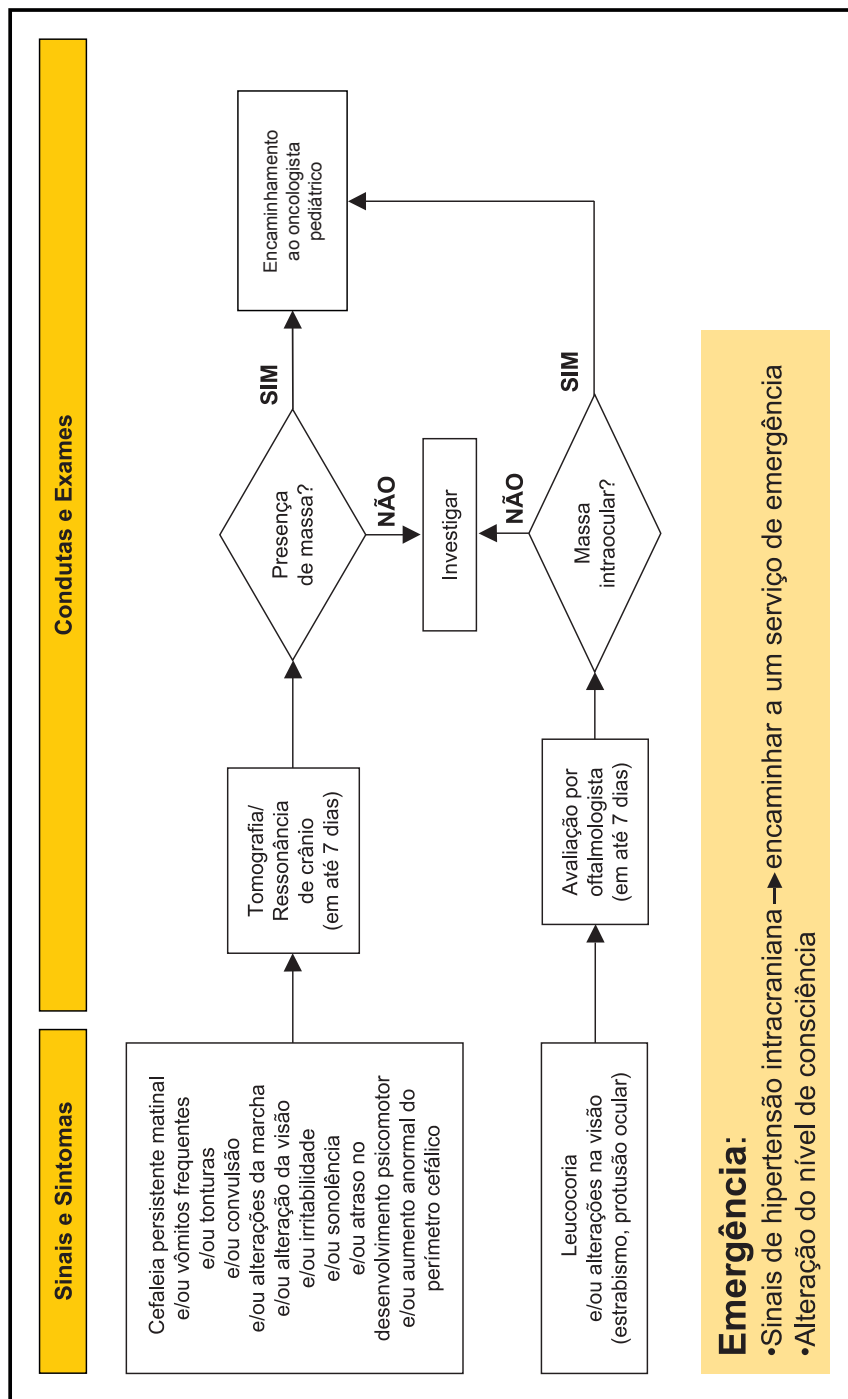 Sinais e Sintomas
Condutas e Exames
Cefaleia persistente matinal
e/ou vômitos frequentes
e/ou tonturas
e/ou convulsão
e/ou alterações da marcha
e/ou alteração da visão
e/ou irritabilidade
e/ou sonolência
e/ou atraso no
desenvolvimento psicomotor
e/ou aumento anormal do
perímetro cefálico
Tomografia/
Ressonância
de crânio
(em até 7 dias)
Presença
de massa?
SIM
Encaminhamento
ao oncologista
pediátrico
NÃO
Investigar
NÃO
Leucocoria
e/ou alterações na visão
(estrabismo, protusão ocular)
Avaliação por
oftalmologista
(em até 7 dias)
Massa
intraocular?
SIM
Emergência:
•Sinais de hipertensão intracraniana → encaminhar a um serviço de emergência
•Alteração do nível de consciência